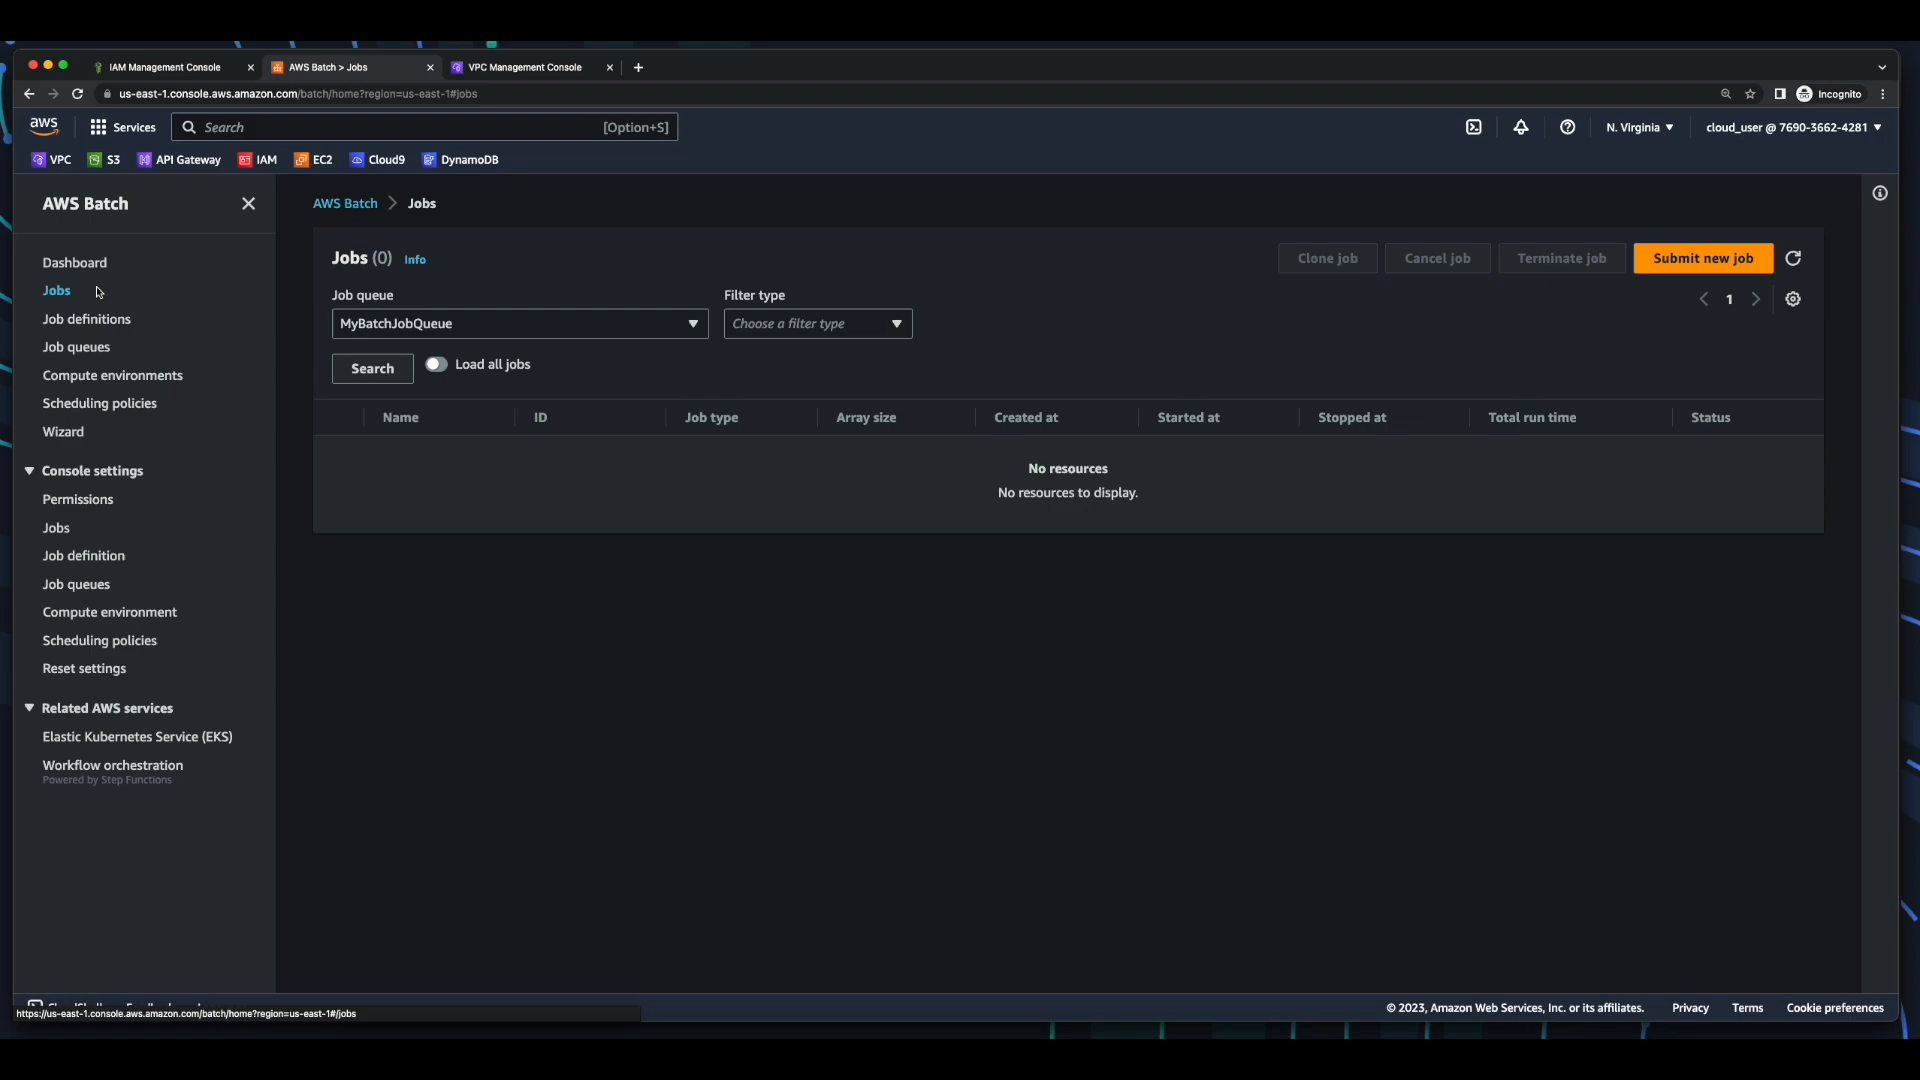 IAM Management Console
AWS Batch > Jobs
VPC Management Console
us-east-1.console.aws.amazon.com/batch/home?region=us-east-1#jobs
Incognito
aws
Services
Search
[Option+S]
N. Virginia
cloud_user @ 7690-3662-4281
VPC
S3
API Gateway
IAM
EC2
Cloud9
DynamoDB
AWS Batch
Dashboard
Jobs
Job definitions
Job queues
Compute environments
Scheduling policies
Wizard
Console settings
Permissions
Jobs
Job definition
Job queues
Compute environment
Scheduling policies
Reset settings
Related AWS services
Elastic Kubernetes Service (EKS)
Workflow orchestration
Powered by Step Functions
AWS Batch > Jobs
Jobs (0) Info
Clone job
Cancel job
Terminate job
Submit new job
Job queue
MyBatchJobQueue
Filter type
Choose a filter type
1
Search
Load all jobs
Name
ID
Job type
Array size
Created at
Started at
Stopped at
Total run time
Status
No resources
No resources to display.
https://us-east-1.console.aws.amazon.com/batch/home?region=us-east-1#/jobs
© 2023, Amazon Web Services, Inc. or its affiliates.
Privacy
Terms
Cookie preferences